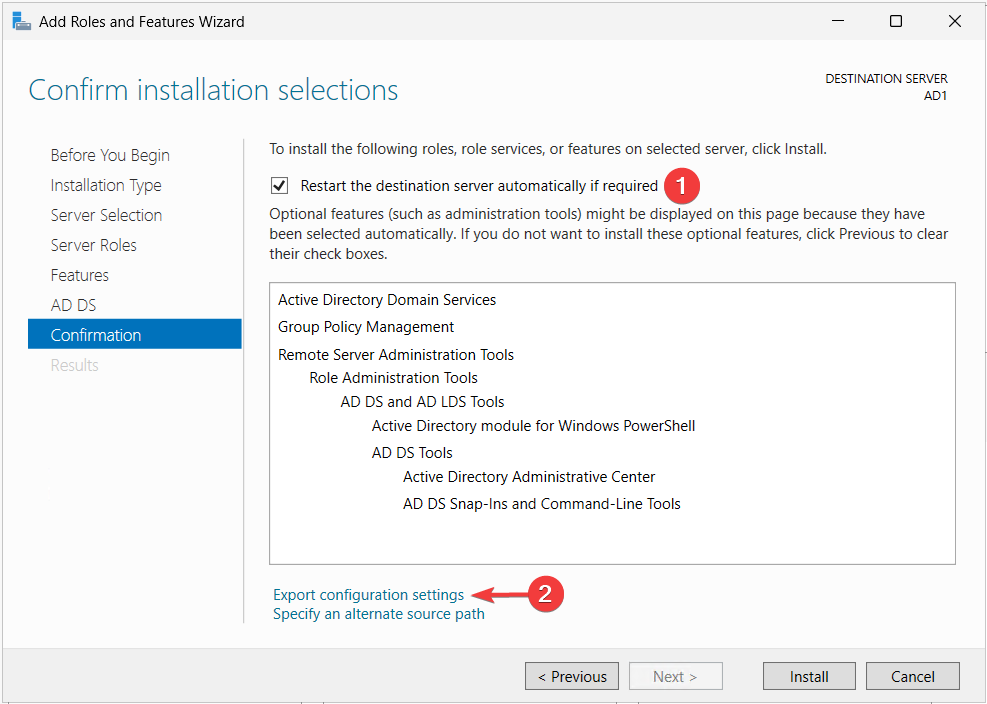 Add Roles and Features Wizard
Confirm installation selections
DESTINATION SERVER
AD1
Before You Begin
Installation Type
Server Selection
Server Roles
Features
AD DS
Confirmation
Results
To install the following roles, role services, or features on selected server, click Install.
Restart the destination server automatically if required
1
Optional features (such as administration tools) might be displayed on this page because they have
been selected automatically. If you do not want to install these optional features, click Previous to clear
their check boxes.
Active Directory Domain Services
Group Policy Management
Remote Server Administration Tools
Role Administration Tools
AD DS and AD LDS Tools
Active Directory module for Windows PowerShell
AD DS Tools
Active Directory Administrative Center
AD DS Snap-Ins and Command-Line Tools
Export configuration settings
2
Specify an alternate source path
< Previous
Next >
Install
Cancel